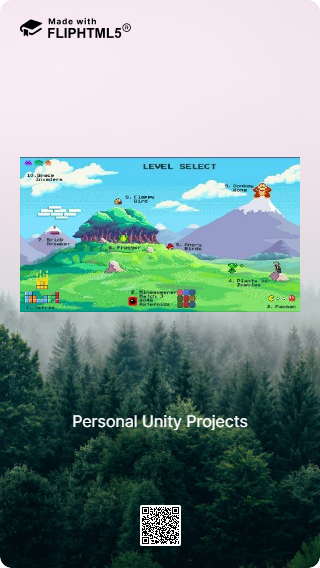 Made with
FLIPHTML5®
LEVEL SELECT
10. Space
Invaders
9. Donkey
Kong
5. Flappy
Bird
7. Brick
Breaker
6. Frogger
8. Angry
Birds
4. Plants vs
Zombies
2. Minesweeper
Match 3
2048
Asteroids
3. Pacman
1. Tetris
Personal Unity Projects